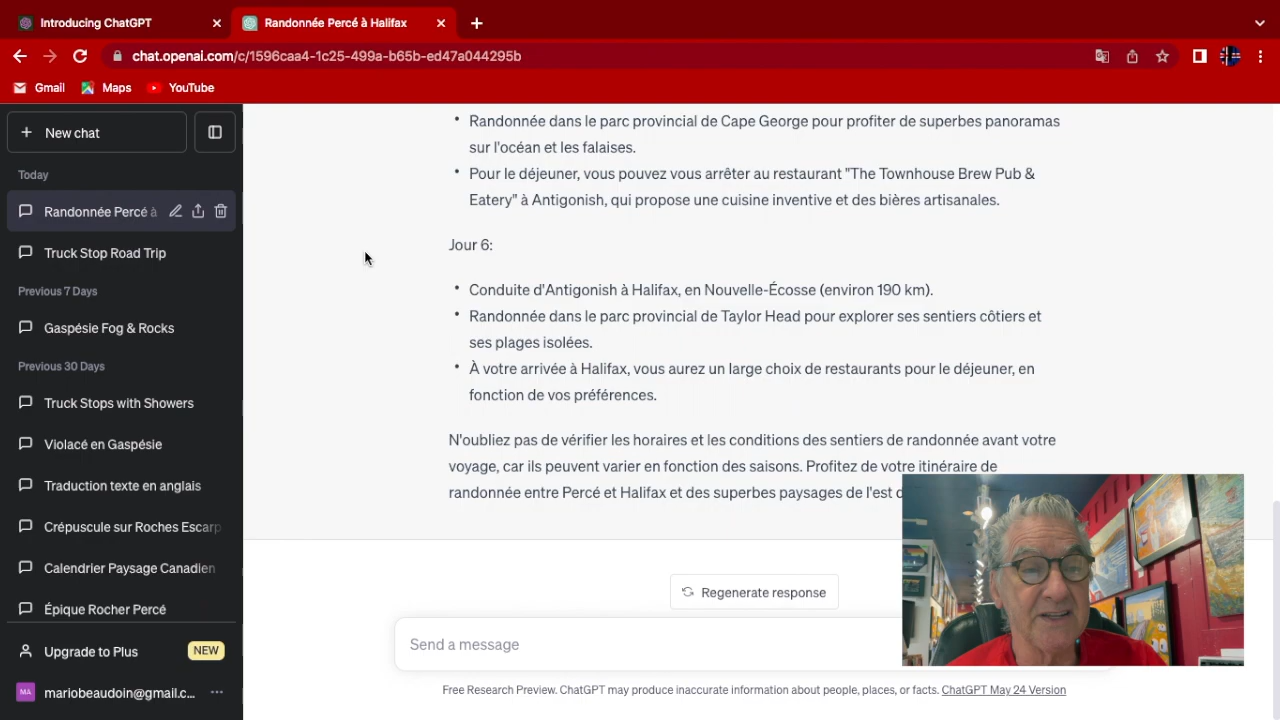 Introducing ChatGPT
Randonnée Percé à Halifax
chat.openai.com/c/1596caa4-1c25-499a-b65b-ed47a044295b
Gmail
Maps
YouTube
New chat
Today
Randonnée Percé à
Truck Stop Road Trip
Previous 7 Days
Gaspésie Fog & Rocks
Previous 30 Days
Truck Stops with Showers
Violacé en Gaspésie
Traduction texte en anglais
Crépuscule sur Roches Escarp
Calendrier Paysage Canadien
Épique Rocher Percé
Upgrade to Plus
NEW
MA
mariobeaudoin@gmail.c...
• Randonnée dans le parc provincial de Cape George pour profiter de superbes panoramas
sur l'océan et les falaises.
• Pour le déjeuner, vous pouvez vous arrêter au restaurant "The Townhouse Brew Pub &
Eatery" à Antigonish, qui propose une cuisine inventive et des bières artisanales.
Jour 6:
• Conduite d'Antigonish à Halifax, en Nouvelle-Écosse (environ 190 km).
• Randonnée dans le parc provincial de Taylor Head pour explorer ses sentiers côtiers et
ses plages isolées.
• À votre arrivée à Halifax, vous aurez un large choix de restaurants pour le déjeuner, en
fonction de vos préférences.
N'oubliez pas de vérifier les horaires et les conditions des sentiers de randonnée avant votre
voyage, car ils peuvent varier en fonction des saisons. Profitez de votre itinéraire de
randonnée entre Percé et Halifax et des superbes paysages de l'est
Regenerate response
Send a message
Free Research Preview. ChatGPT may produce inaccurate information about people, places, or facts. ChatGPT May 24 Version